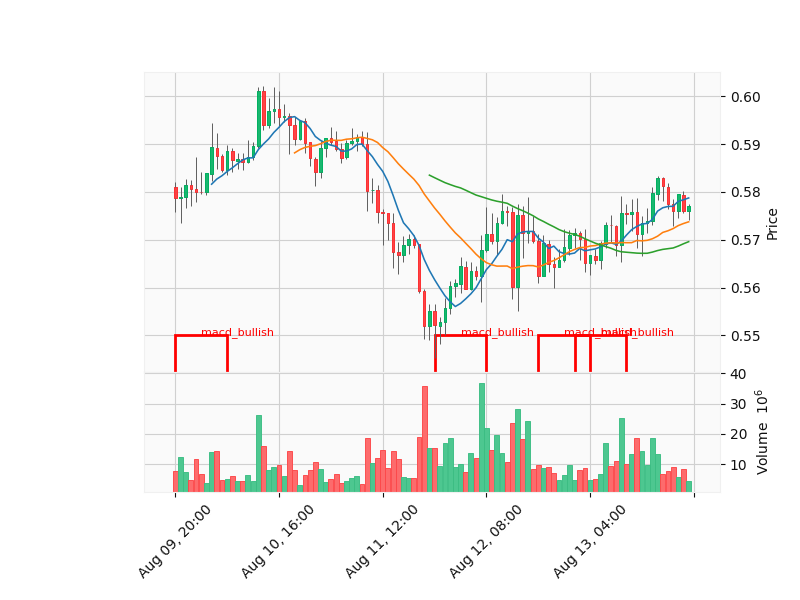 0.60
0.59
0.58
0.57
0.56
0.55
Price
macd_bullish
macd_bullish
macd_bullish
macd_bullish
40
30
20
10
Volume 10^6
Aug 09, 20:00
Aug 10, 16:00
Aug 11, 12:00
Aug 12, 08:00
Aug 13, 04:00